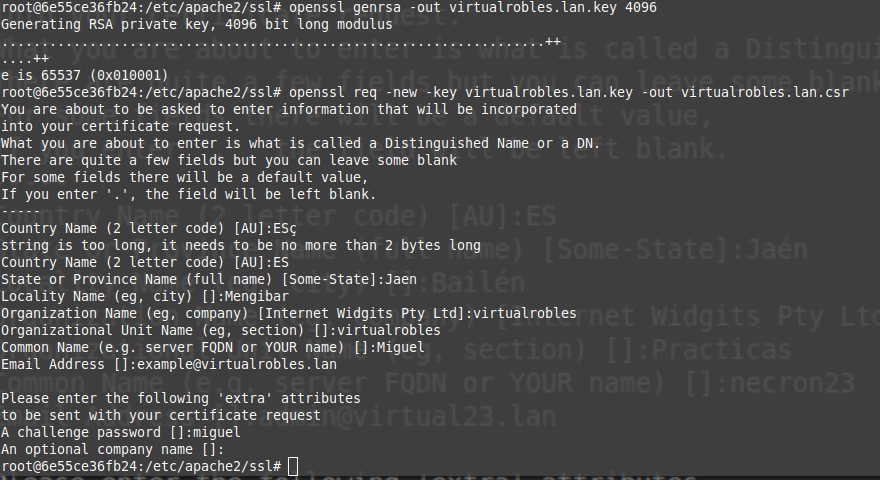 root@6e55ce36fb24:/etc/apache2/ssl# openssl genrsa -out virtualrobles.lan.key 4096
Generating RSA private key, 4096 bit long modulus
....................................................................++
....++
e is 65537 (0x010001)
root@6e55ce36fb24:/etc/apache2/ssl# openssl req -new -key virtualrobles.lan.key -out virtualrobles.lan.csr
You are about to be asked to enter information that will be incorporated
into your certificate request.
What you are about to enter is what is called a Distinguished Name or a DN.
There are quite a few fields but you can leave some blank
For some fields there will be a default value,
If you enter '.', the field will be left blank.
-----
Country Name (2 letter code) [AU]:ESç
string is too long, it needs to be no more than 2 bytes long
Country Name (2 letter code) [AU]:ES
State or Province Name (full name) [Some-State]:Jaen
Locality Name (eg, city) []:Mengibar
Organization Name (eg, company) [Internet Widgits Pty Ltd]:virtualrobles
Organizational Unit Name (eg, section) []:virtualrobles
Common Name (e.g. server FQDN or YOUR name) []:Miguel
Email Address []:example@virtualrobles.lan
Please enter the following 'extra' attributes
to be sent with your certificate request
A challenge password []:miguel
An optional company name []:
root@6e55ce36fb24:/etc/apache2/ssl#